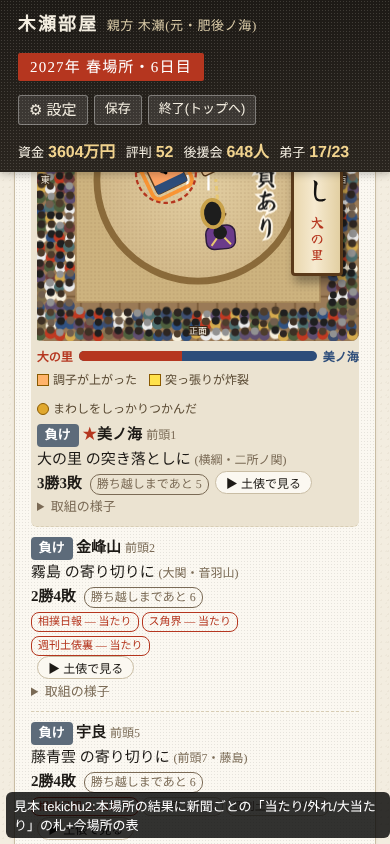 木瀬部屋 親方 木瀬(元・肥後ノ海)
2027年 春場所・6日目
⚙ 設定 保存 終了(トップへ)
資金 3604万円 評判 52 後援会 648人 弟子 17/23
東
員あり
し
大の里
正面
大の里 美ノ海
調子が上がった 突っ張りが炸裂
まわしをしっかりつかんだ
負け ★美ノ海 前頭1
大の里 の突き落としに (横綱・二所ノ関)
3勝3敗 勝ち越しまであと 5 ▶ 土俵で見る
▶ 取組の様子
負け 金峰山 前頭2
霧島 の寄り切りに (大関・音羽山)
2勝4敗 勝ち越しまであと 6
相撲日報 — 当たり ス角界 — 当たり
週刊土俵裏 — 当たり
▶ 土俵で見る
▶ 取組の様子
負け 宇良 前頭5
藤青雲 の寄り切りに (前頭7・藤島)
2勝4敗 勝ち越しまであと 6
見本 tekichu2:本場所の結果に新聞ごとの「当たり/外れ/大当た
り」の札+今場所の表